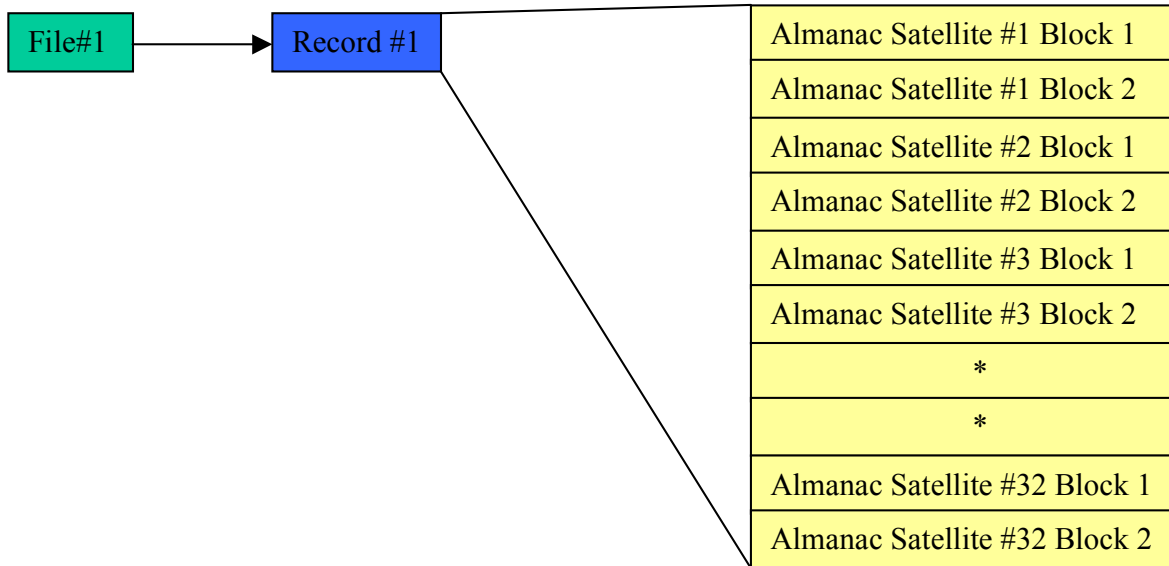 File#1
Record #1
Almanac Satellite #1 Block 1
Almanac Satellite #1 Block 2
Almanac Satellite #2 Block 1
Almanac Satellite #2 Block 2
Almanac Satellite #3 Block 1
Almanac Satellite #3 Block 2
*
*
Almanac Satellite #32 Block 1
Almanac Satellite #32 Block 2